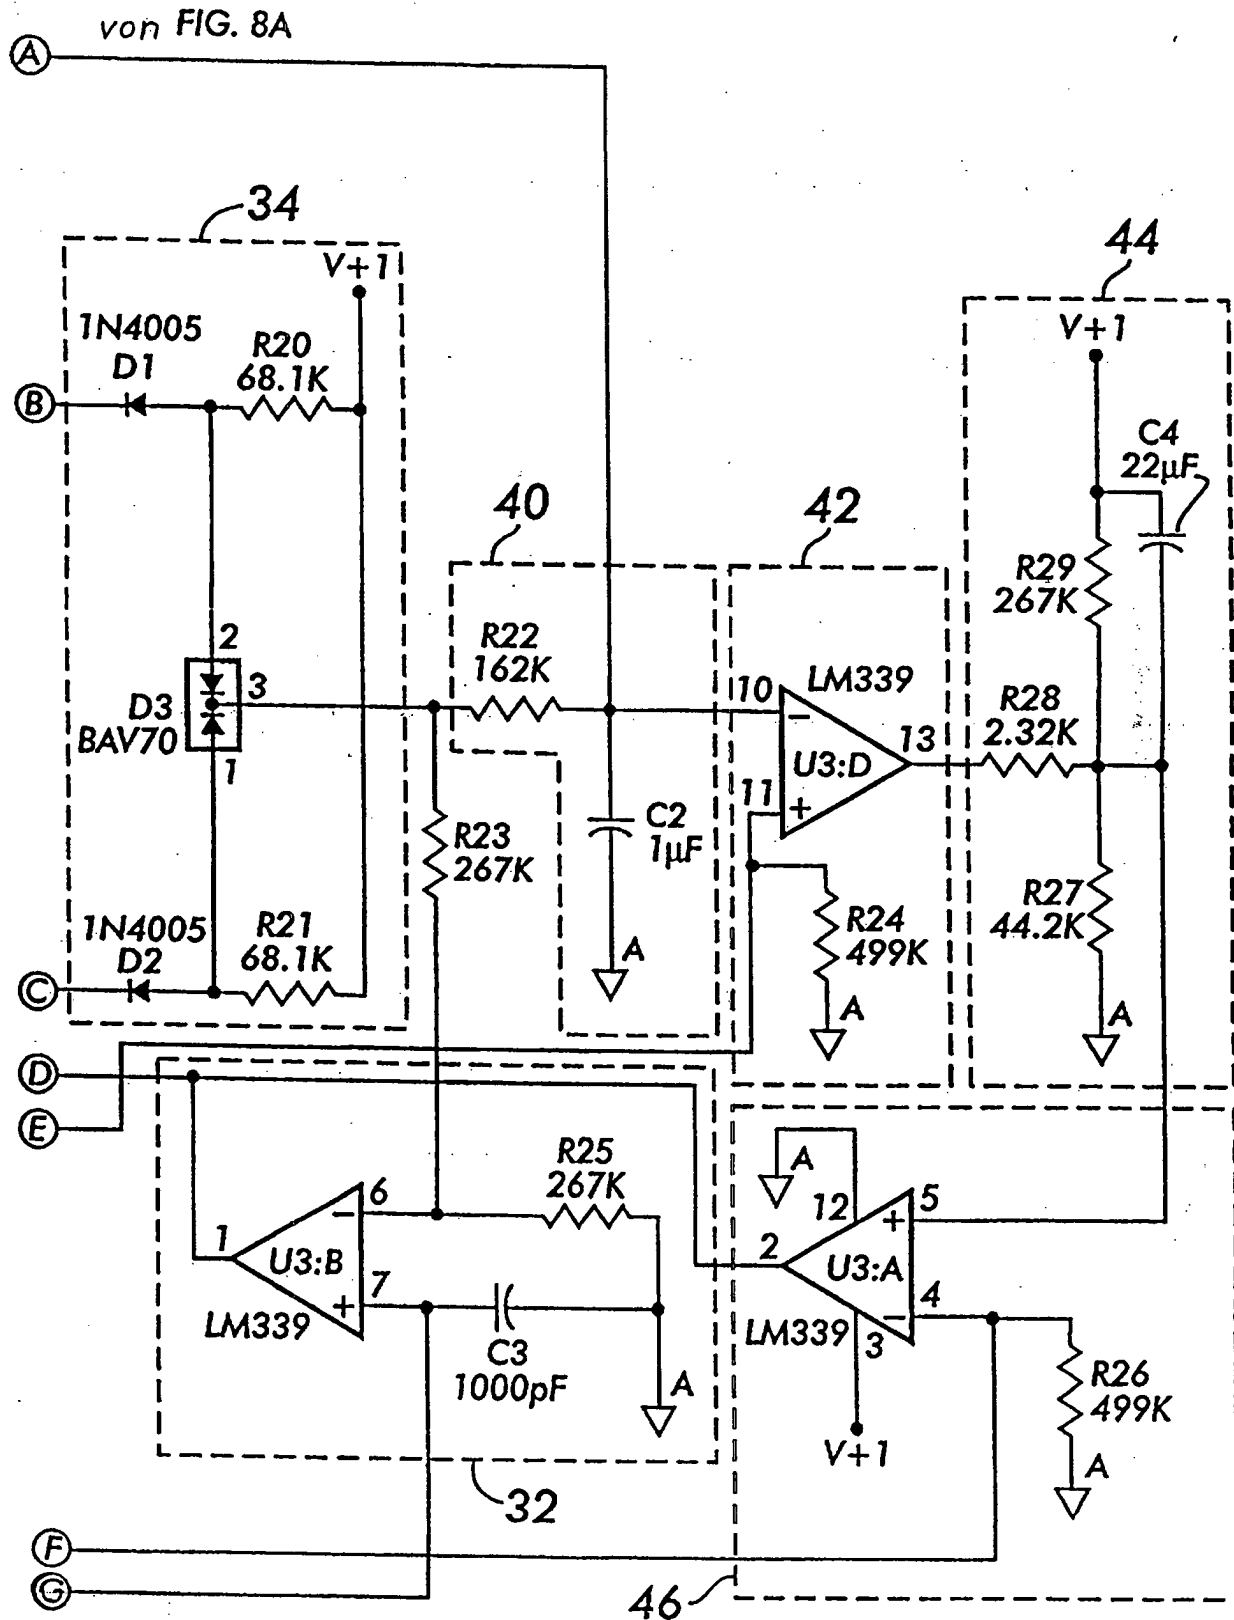 von FIG. 8A
A
34
V+1
44
V+1
1N4005
D1
R20
68.1K
B
C4
22µF
40
42
R29
267K
R22
162K
2
3
D3
BAV70
1
10
LM339
U3:D
13
11
R28
2.32K
C2
1µF
R23
267K
R27
44.2K
R24
499K
1N4005
D2
R21
68.1K
A
A
A
C
D
E
R25
267K
A
12
5
6
1
U3:B
7
2
U3:A
4
LM339
C3
1000pF
A
LM339
3
R26
499K
V+1
A
32
F
G
46